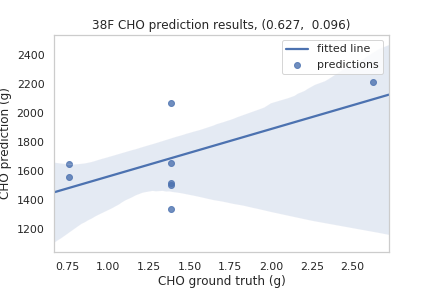 38F CHO prediction results, (0.627,  0.096)
fitted line
predictions
CHO prediction (g)
2400
2200
2000
1800
1600
1400
1200
0.75 1.00 1.25 1.50 1.75 2.00 2.25 2.50
CHO ground truth (g)